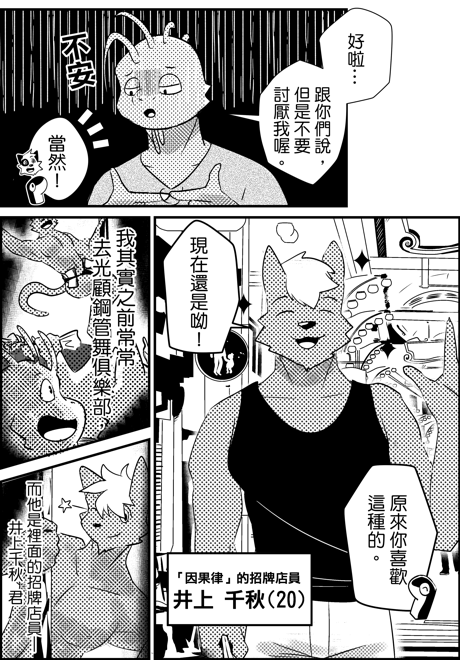 好啦…
跟你們說，
但是不要
討厭我喔。
不安
當然！
現在還是呦！
原來你喜歡
這種的。
「因果律」的招牌店員
井上 千秋（20）
我其實之前常常
去光顧鋼管舞俱樂部，
而他是裡面的招牌店員
井上千秋 君